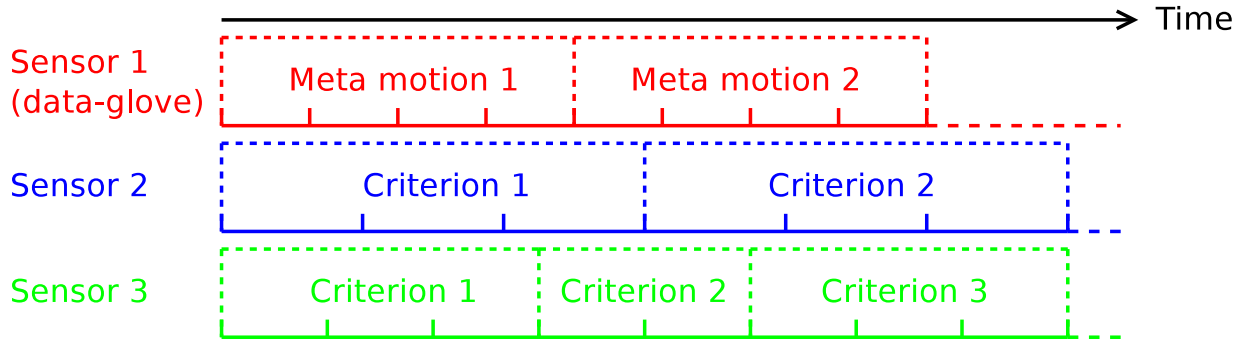 Time
Sensor 1
(data-glove)
Meta motion 1
Meta motion 2
Sensor 2
Criterion 1
Criterion 2
Sensor 3
Criterion 1
Criterion 2
Criterion 3